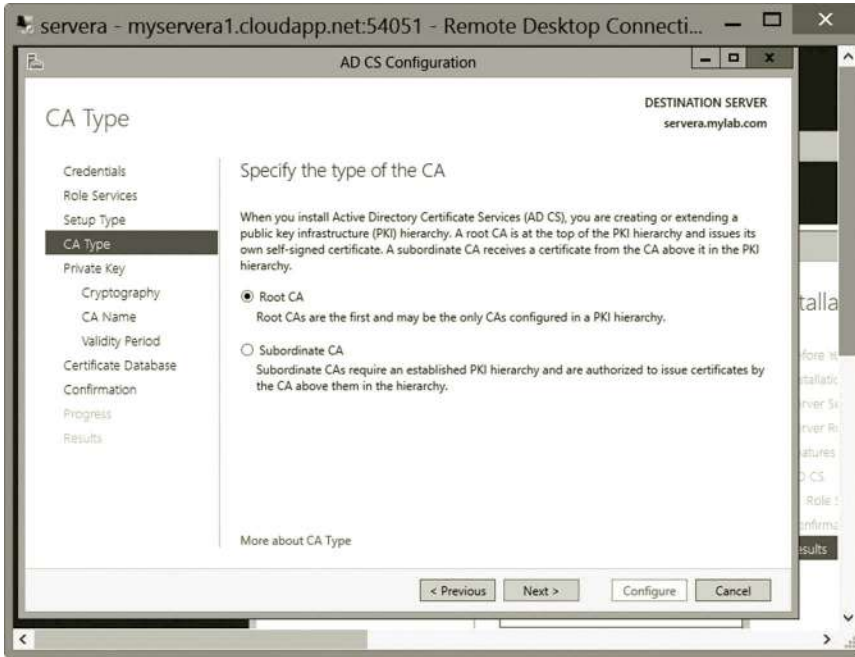 servera - myservera1.cloudapp.net:54051 - Remote Desktop Connecti...
AD CS Configuration
CA Type
DESTINATION SERVER
servera.mylab.com
Credentials
Role Services
Setup Type
CA Type
Private Key
Cryptography
CA Name
Validity Period
Certificate Database
Confirmation
Progress
Results
Specify the type of the CA
When you install Active Directory Certificate Services (AD CS), you are creating or extending a
public key infrastructure (PKI) hierarchy. A root CA is at the top of the PKI hierarchy and issues its
own self-signed certificate. A subordinate CA receives a certificate from the CA above it in the PKI
hierarchy.
Root CA
Root CAs are the first and may be the only CAs configured in a PKI hierarchy.
Subordinate CA
Subordinate CAs require an established PKI hierarchy and are authorized to issue certificates by
the CA above them in the hierarchy.
More about CA Type
< Previous
Next >
Configure
Cancel
talla
efore
rver
rver
atures
CS
Role
sults